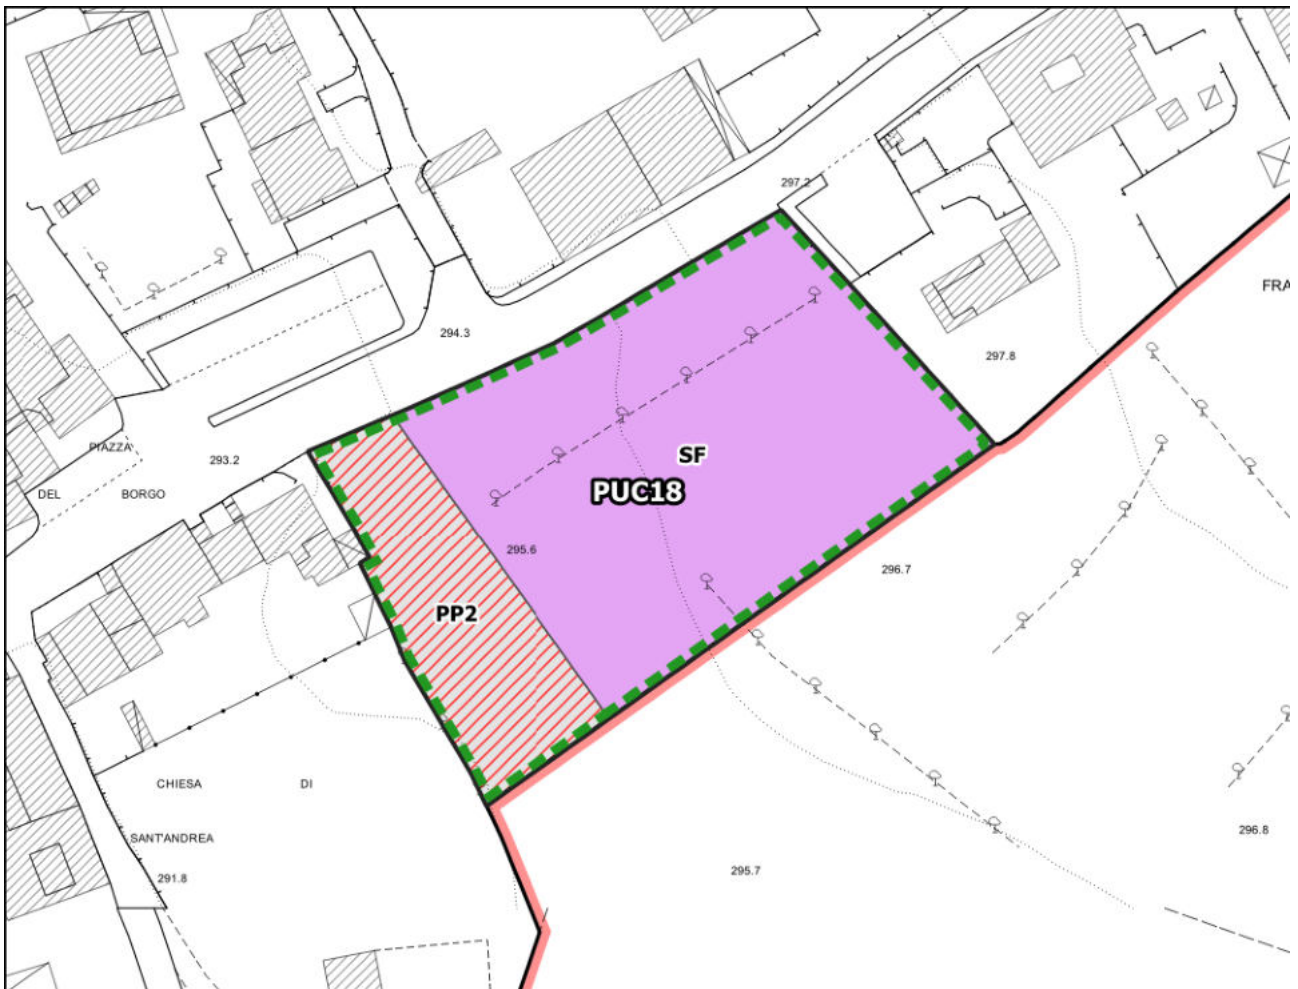 297.2
FRA
294.3
297.8
PIAZZA
293.2
DEL BORGO
SF
PUC18
295.6
296.7
PP2
CHIESA DI
SANT'ANDREA
291.8
295.7
296.8